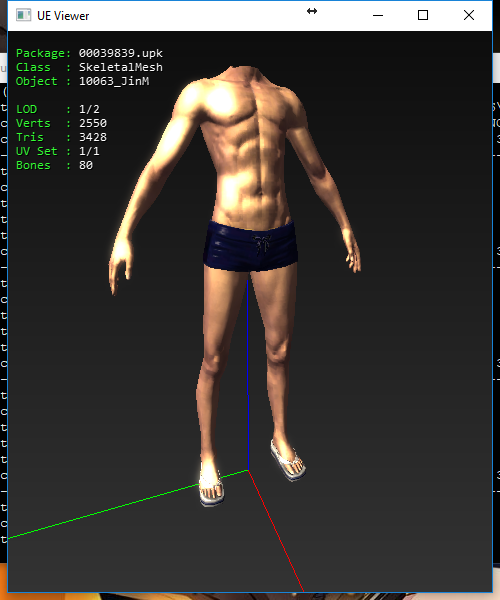 UE Viewer
Package: 00039839.upk
Class  : SkeletalMesh
Object : 10063_JinM
LOD    : 1/2
Verts  : 2550
Tris   : 3428
UV Set : 1/1
Bones  : 80